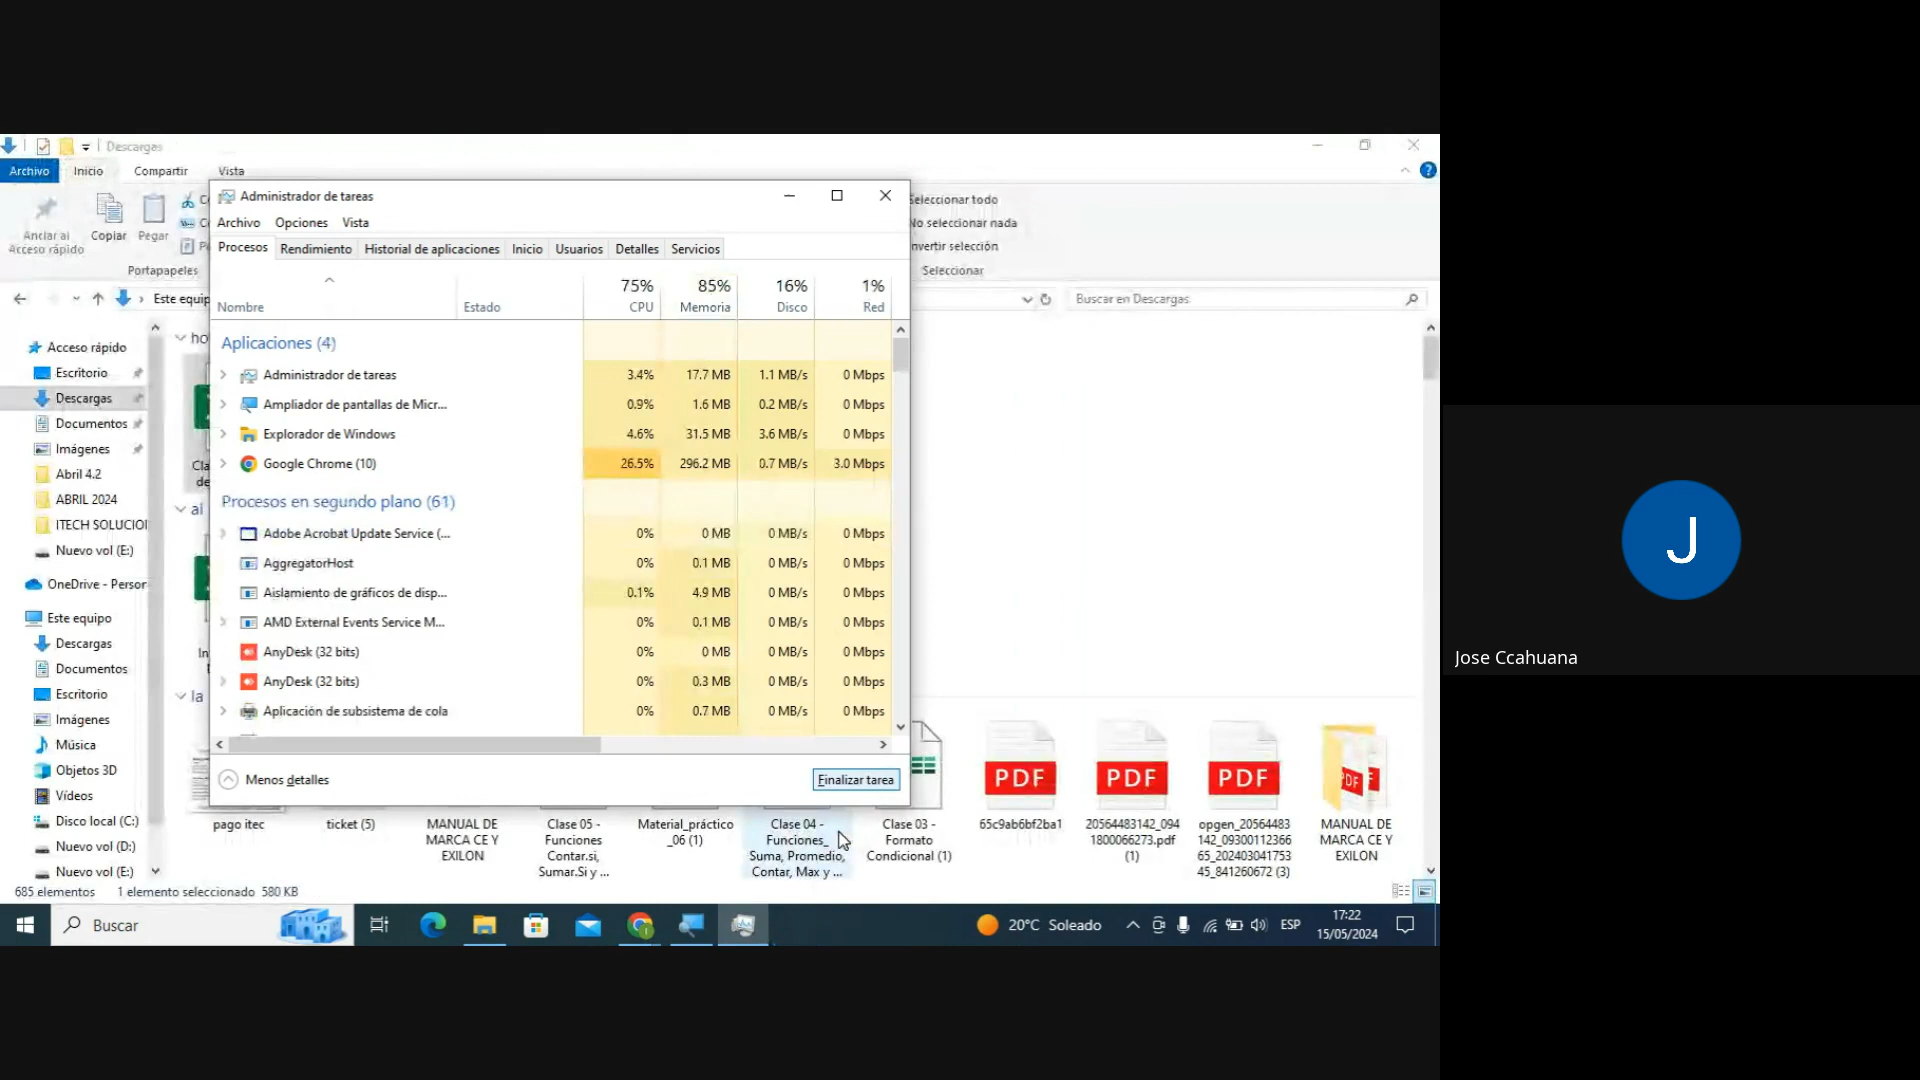 Descargas
Archivo Inicio Compartir Vista
Anclar al
Acceso rápido
Copiar
Pegar
Portapapeles
Seleccionar todo
No seleccionar nada
nvertir selección
Seleccionar
Este equip
Buscar en Descargas
Acceso rápido
Escritorio
Descargas
Documentos
Imágenes
Abril 4.2
ABRIL 2024
ITECH SOLUCIO
Nuevo vol (E:)
OneDrive - Person
Este equipo
Descargas
Documentos
Escritorio
Imágenes
Música
Objetos 3D
Vídeos
Disco local (C:)
Nuevo vol (D:)
Nuevo vol (E:)
ho
Cla
de
al
In
t
la
Administrador de tareas
Archivo Opciones Vista
Procesos Rendimiento Historial de aplicaciones Inicio Usuarios Detalles Servicios
75% 85% 16% 1%
Nombre Estado CPU Memoria Disco Red
Aplicaciones (4)
Administrador de tareas 3.4% 17.7 MB 1.1 MB/s 0 Mbps
Ampliador de pantallas de Micr... 0.9% 1.6 MB 0.2 MB/s 0 Mbps
Explorador de Windows 4.6% 31.5 MB 3.6 MB/s 0 Mbps
Google Chrome (10) 26.5% 296.2 MB 0.7 MB/s 3.0 Mbps
Procesos en segundo plano (61)
Adobe Acrobat Update Service (... 0% 0 MB 0 MB/s 0 Mbps
AggregatorHost 0% 0.1 MB 0 MB/s 0 Mbps
Aislamiento de gráficos de disp... 0.1% 4.9 MB 0 MB/s 0 Mbps
AMD External Events Service M... 0% 0.1 MB 0 MB/s 0 Mbps
AnyDesk (32 bits) 0% 0 MB 0 MB/s 0 Mbps
AnyDesk (32 bits) 0% 0.3 MB 0 MB/s 0 Mbps
Aplicación de subsistema de cola 0% 0.7 MB 0 MB/s 0 Mbps
Menos detalles
Finalizar tarea
PDF PDF PDF PDF
pago itec
ticket (5)
MANUAL DE
MARCA CE Y
EXILON
Clase 05 -
Funciones
Contar.si,
Sumar.Si y ...
Material_práctico
_06 (1)
Clase 04 -
Funciones_
Suma, Promedio,
Contar, Max y ...
Clase 03 -
Formato
Condicional (1)
65c9ab6bf2ba1
20564483142_094
1800066273.pdf
(1)
opgen_20564483
142_09300112366
65_202403041753
45_841260672 (3)
MANUAL DE
MARCA CE Y
EXILON
685 elementos 1 elemento seleccionado 580 KB
Buscar
20°C Soleado
ESP
17:22
15/05/2024
J
Jose Ccahuana